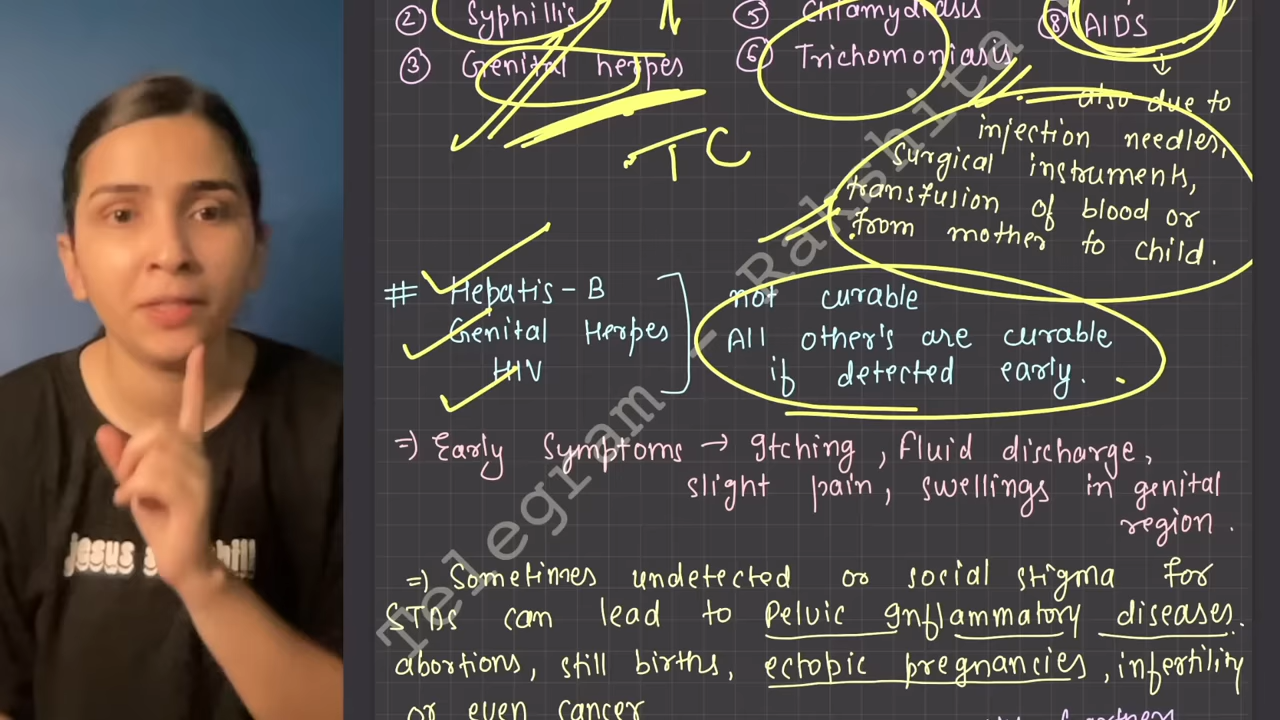 ② Syphillis
③ Genital herpes
⑤ Chlamydiasis
⑥ Trichomoniasis
⑧ AIDS
↓
also due to
injection needles,
surgical instruments,
transfusion of blood or
from mother to child.
TC
# Hepatis - B
Genital Herpes
HIV
not curable
All other's are curable
if detected early.
⇒ Early Symptoms → Itching, Fluid discharge,
slight pain, swellings in genital
region.
⇒ Sometimes undetected or social stigma for
STDs can lead to Pelvic Inflammatory diseases.
abortions, still births, ectopic pregnancies, infertility
or even cancer
Telegram - Rakshita
Jesus